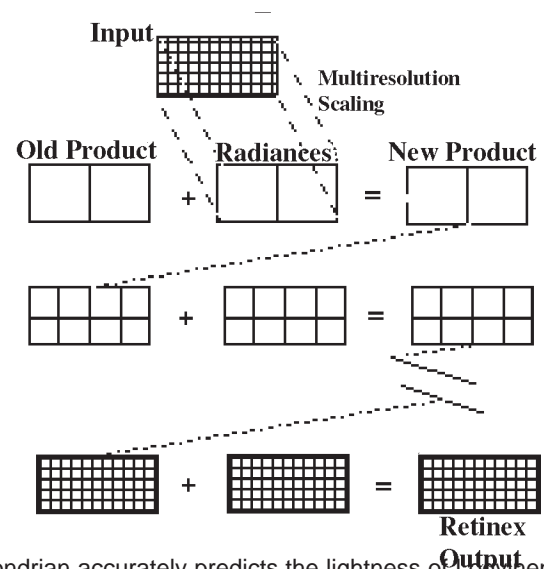 Input
Multiresolution
Scaling
Old Product
Radiances
New Product
+
=
+
=
+
=
Retinex
Output
ondrian accurately predicts the lightness of